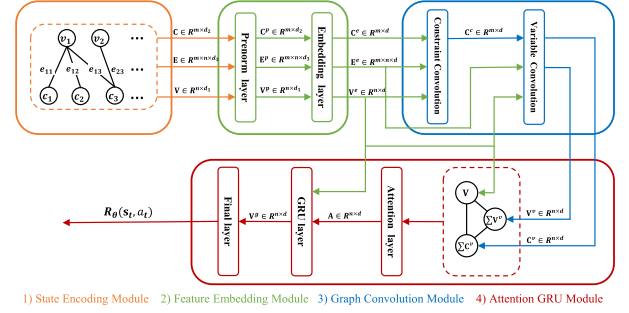 v₁ v₂ ...
e₁₁ e₁₂ e₁₃ e₂₃ ...
c₁ c₂ c₃ ...
C ∈ R^{m×d₂}
E ∈ R^{m×n×d₃}
V ∈ R^{n×d₁}
Prenorm layer
C^p ∈ R^{m×d₂}
E^p ∈ R^{m×n×d₃}
V^p ∈ R^{n×d₁}
Embedding layer
C^e ∈ R^{m×d}
E^e ∈ R^{m×n×d}
V^e ∈ R^{n×d}
Constraint Convolution
C^c ∈ R^{m×d}
Variable Convolution
R_θ(s_t, a_t)
Final layer
V^g ∈ R^{n×d}
GRU layer
A ∈ R^{n×d}
Attention layer
V
∑V^v
∑C^v
V^v ∈ R^{n×d}
C^v ∈ R^{n×d}
1) State Encoding Module 2) Feature Embedding Module 3) Graph Convolution Module 4) Attention GRU Module